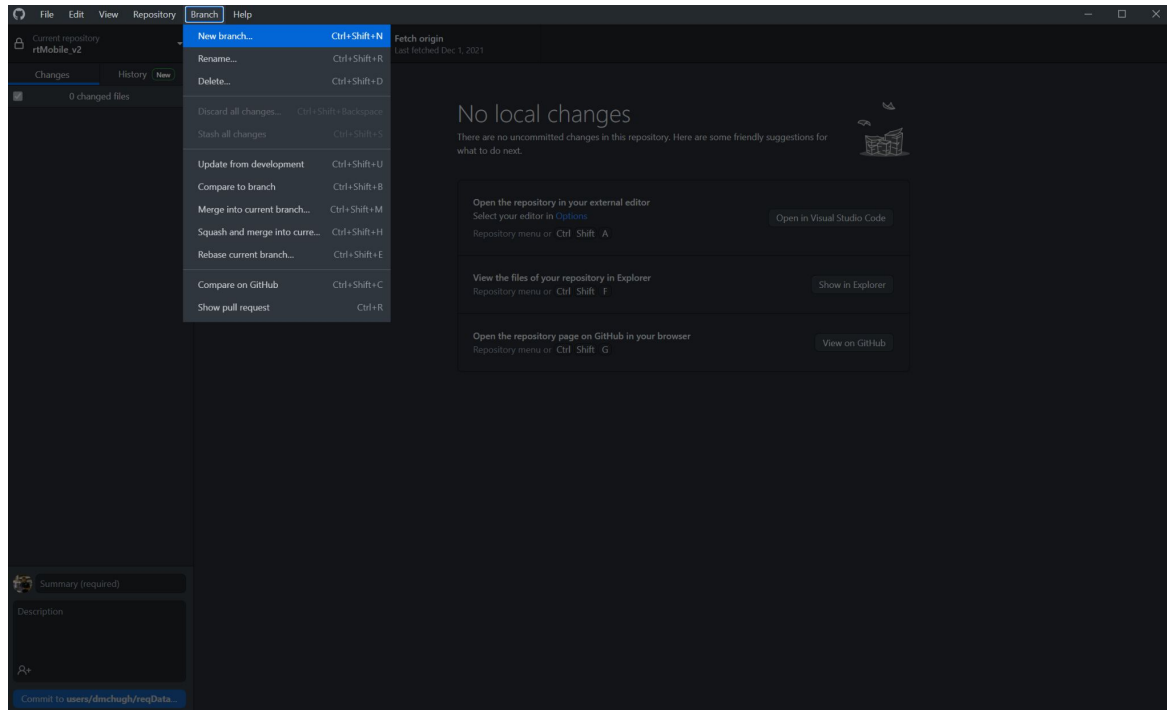 File Edit View Repository Branch Help
Current repository
rtMobile_v2
Fetch origin
Last fetched Dec 1, 2021
Changes History New
0 changed files
New branch... Ctrl+Shift+N
Rename... Ctrl+Shift+R
Delete... Ctrl+Shift+D
Discard all changes... Ctrl+Shift+Backspace
Stash all changes Ctrl+Shift+S
Update from development Ctrl+Shift+U
Compare to branch Ctrl+Shift+B
Merge into current branch... Ctrl+Shift+M
Squash and merge into curre... Ctrl+Shift+H
Rebase current branch... Ctrl+Shift+E
Compare on GitHub Ctrl+Shift+C
Show pull request Ctrl+R
No local changes
There are no uncommitted changes in this repository. Here are some friendly suggestions for
what to do next.
Open the repository in your external editor
Select your editor in Options
Repository menu or Ctrl Shift A
Open in Visual Studio Code
View the files of your repository in Explorer
Repository menu or Ctrl Shift F
Show in Explorer
Open the repository page on GitHub in your browser
Repository menu or Ctrl Shift G
View on GitHub
Summary (required)
Description
Commit to users/dmchugh/reqData...